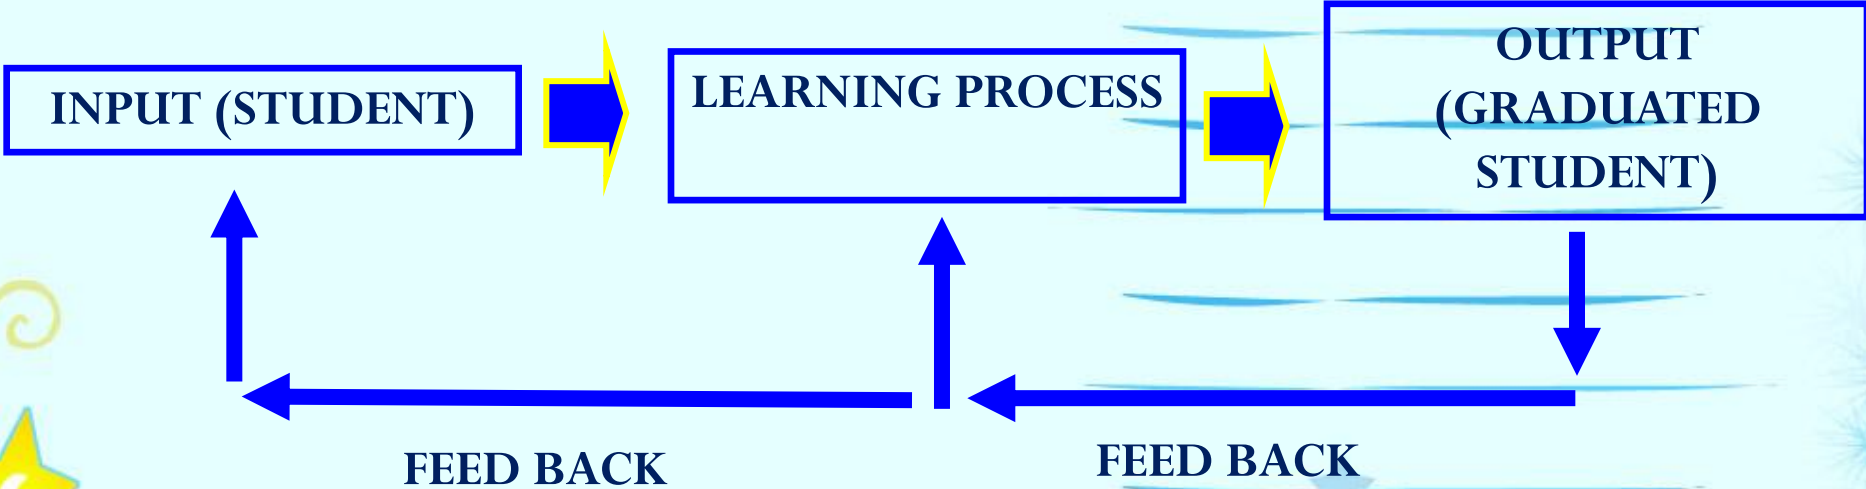 INPUT (STUDENT)
LEARNING PROCESS
OUTPUT
(GRADUATED
STUDENT)
FEED BACK
FEED BACK